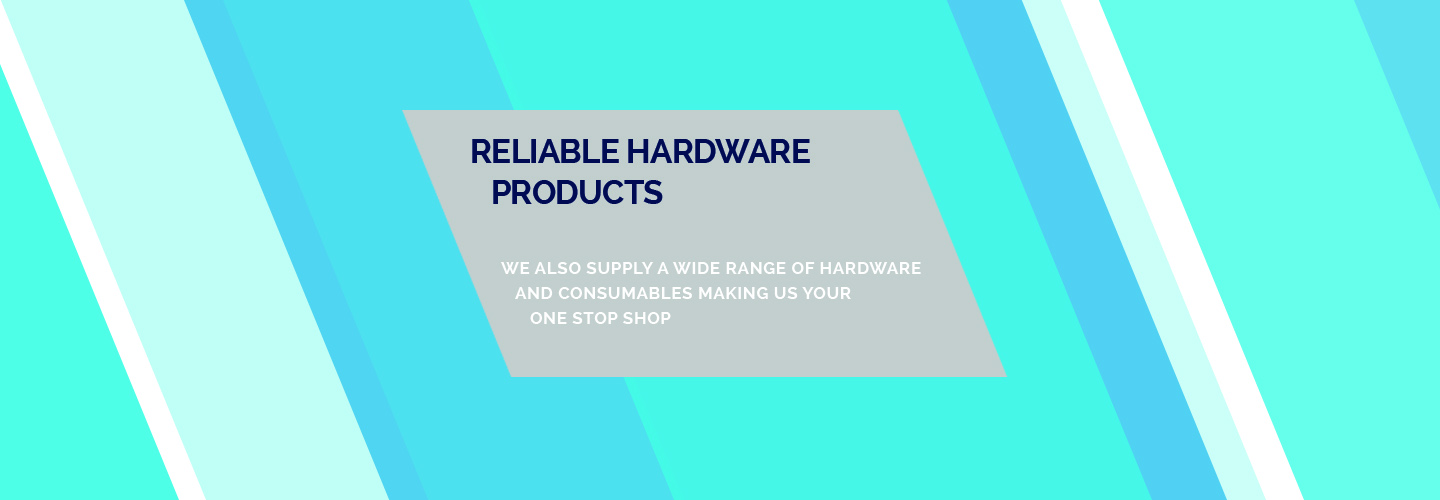 RELIABLE HARDWARE
PRODUCTS
WE ALSO SUPPLY A WIDE RANGE OF HARDWARE
AND CONSUMABLES MAKING US YOUR
ONE STOP SHOP